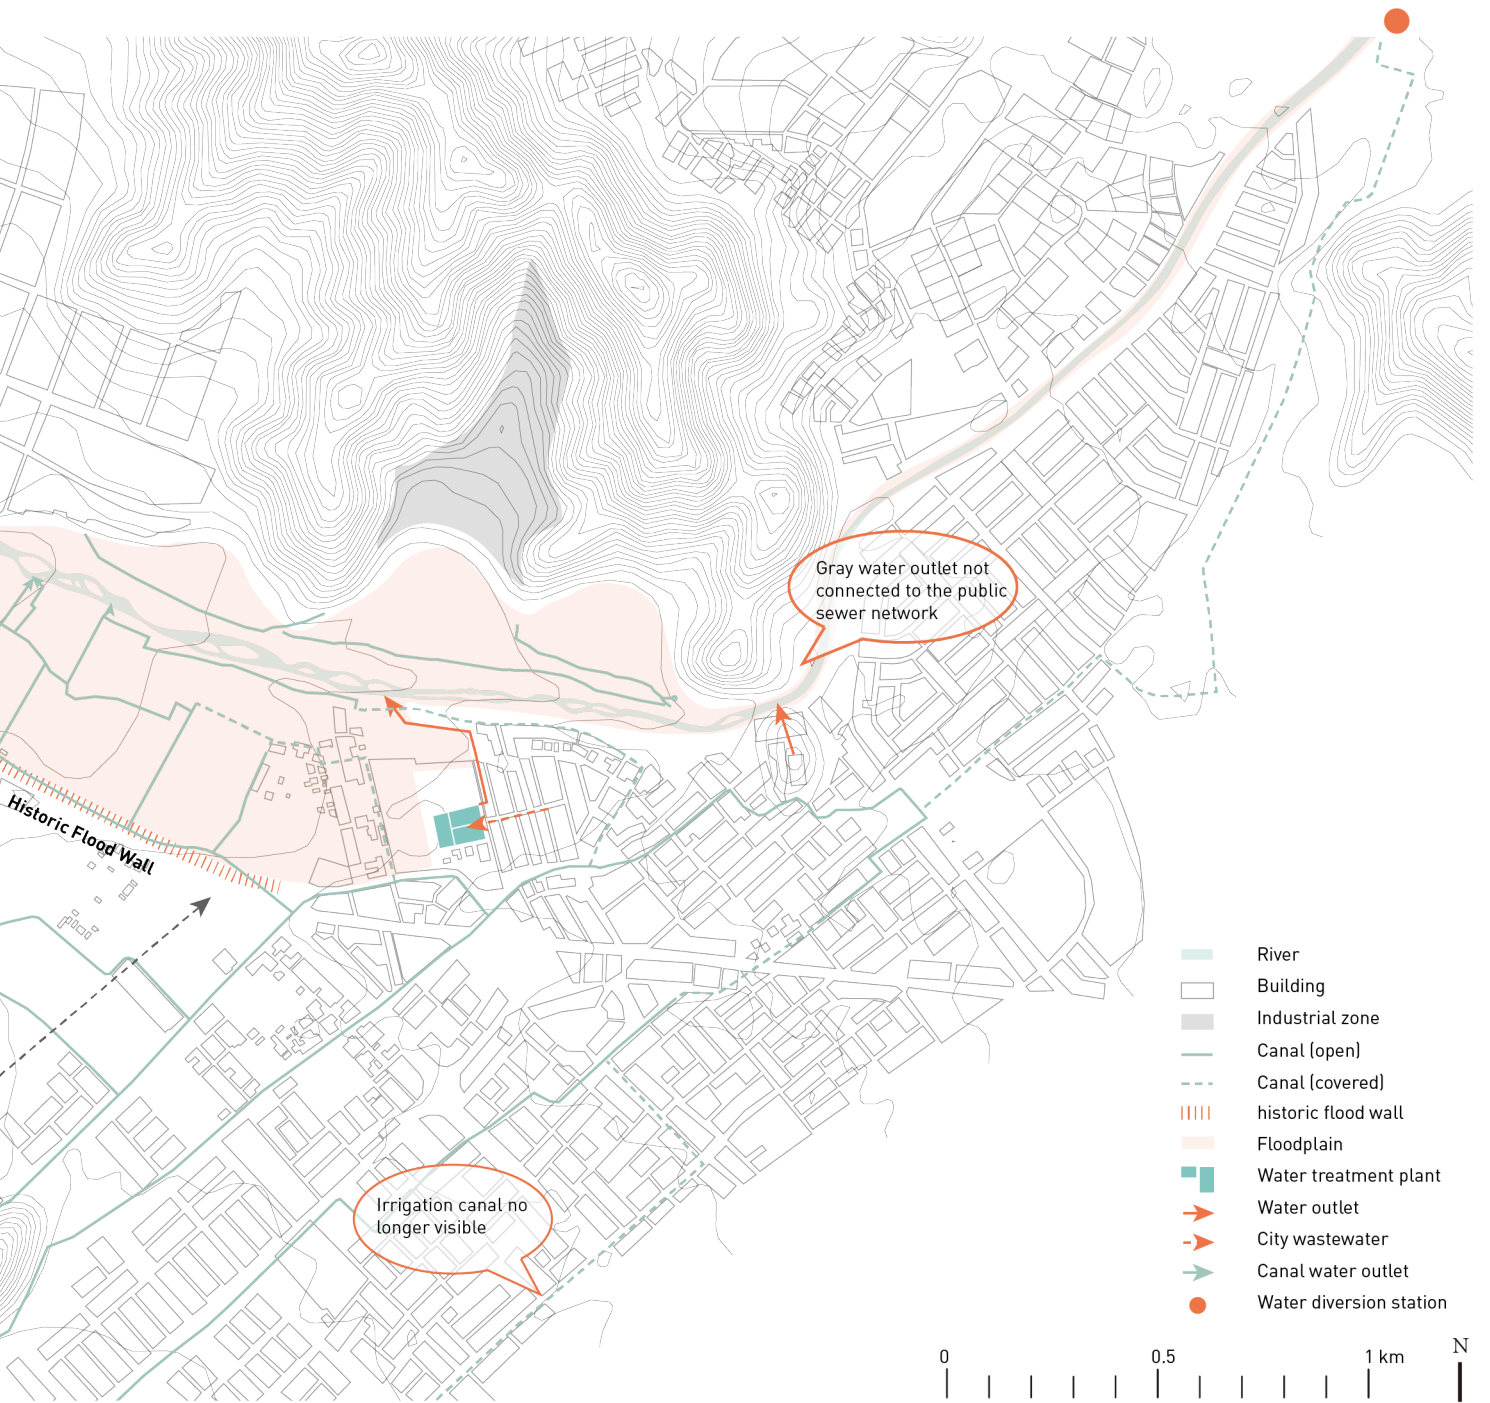 Gray water outlet not
connected to the public
sewer network
Historic Flood Wall
Irrigation canal no
longer visible
River
Building
Industrial zone
Canal (open)
Canal (covered)
historic flood wall
Floodplain
Water treatment plant
Water outlet
City wastewater
Canal water outlet
Water diversion station
0 0.5 1 km
N